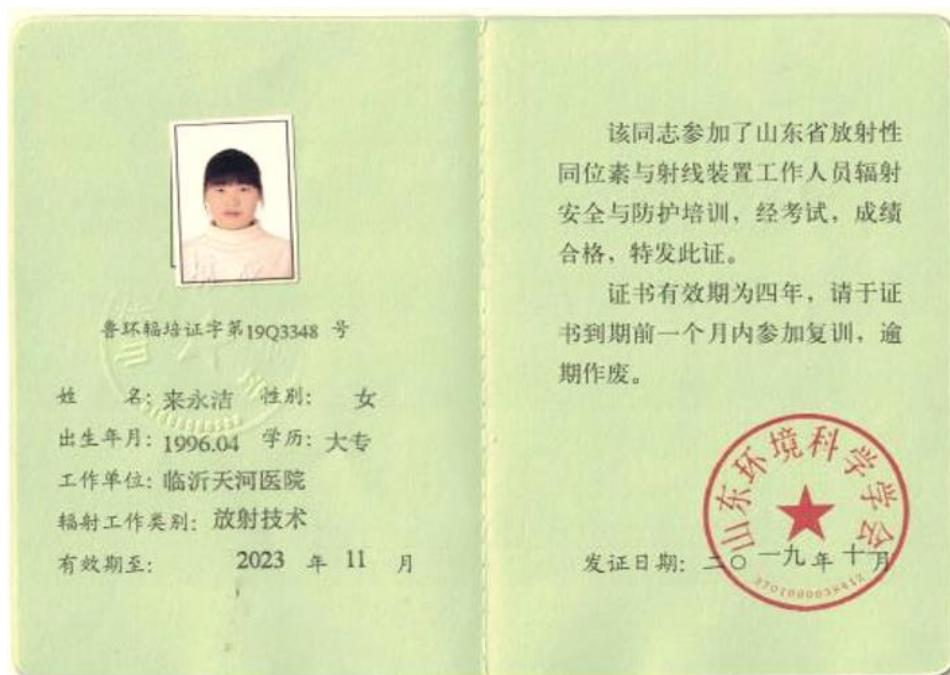 鲁环辐培证字第19Q3348 号
姓 名: 来永洁 性别: 女
出生年月: 1996.04 学历: 大专
工作单位: 临沂天河医院
辐射工作类别: 放射技术
有效期至: 2023 年 11 月
该同志参加了山东省放射性
同位素与射线装置工作人员辐射
安全与防护培训，经考试，成绩
合格，特发此证。
证书有效期为四年，请于证
书到期前一个月内参加复训，逾
期作废。
山东环境科学学会
发证日期: 二〇一九年十一月